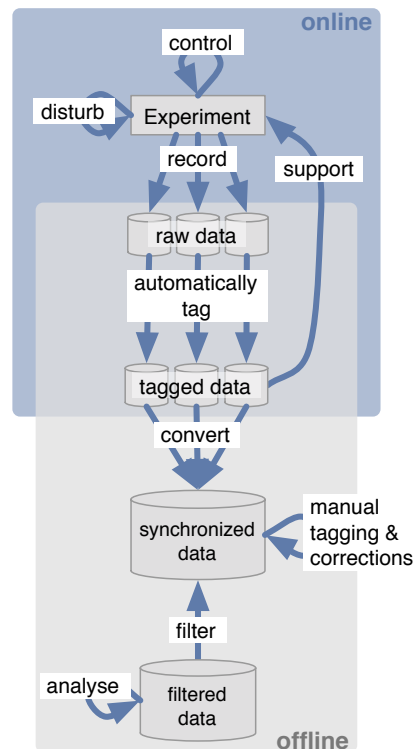 online
control
disturb
Experiment
record
support
raw data
automatically
tag
tagged data
convert
synchronized
data
manual
tagging &
corrections
filter
analyse
filtered
data
offline